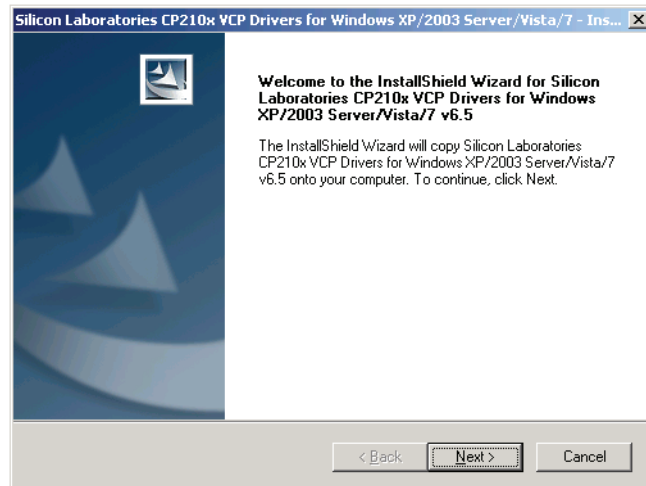 Silicon Laboratories CP210x VCP Drivers for Windows XP/2003 Server/Vista/7 - Ins...
Welcome to the InstallShield Wizard for Silicon
Laboratories CP210x VCP Drivers for Windows
XP/2003 Server/Vista/7 v6.5
The InstallShield Wizard will copy Silicon Laboratories
CP210x VCP Drivers for Windows XP/2003 Server/Vista/7
v6.5 onto your computer. To continue, click Next.
< Back Next > Cancel